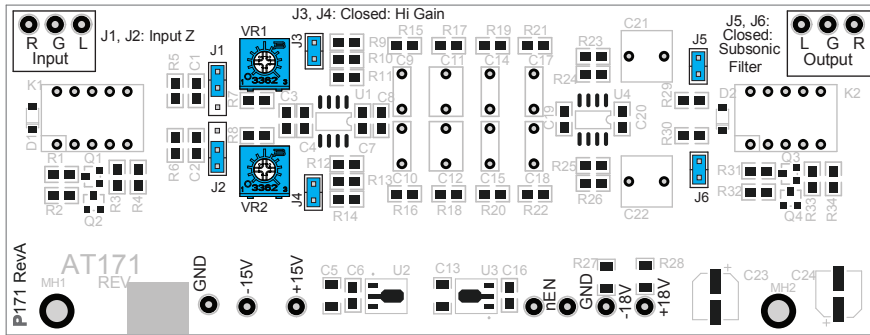 J3, J4: Closed: Hi Gain
J1, J2: Input Z
J5, J6:
Closed:
Subsonic
Filter
R G L
Input
L G R
Output
K1
D1
R5
C1
J1
VR1
3362
J3
R9
R10
R11
R15
R17
R19
R21
C9
C11
C14
C17
R23
R24
C21
J5
R29
D2
K2
R7
R8
C3
C4
U1
C8
C7
C19
U4
C20
R30
R1
R2
Q1
Q2
R3
R4
R6
C2
J2
3362
VR2
J4
R12
R13
R14
C10
C12
C15
C18
R16
R18
R20
R22
R25
R26
C22
J6
R31
R32
Q3
Q4
R33
R34
P171 RevA
AT171
REV
MH1
GND
-15V
+15V
C5
C6
U2
C13
U3
C16
nEN
GND
R27
-18V
R28
+18V
C23
MH2
C24